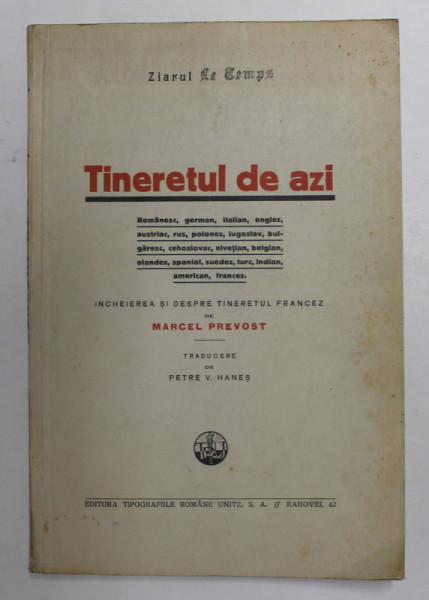 Ziarul Le Temps
Tineretul de azi
Românesc, german, italian, englez,
austriac, rus, polonez, iugoslav, bul-
găresc, cehoslovac, elvețian, belgian,
olandez, spaniol, suedez, turc, indian,
american, francez.
INCHEIEREA ȘI DESPRE TINERETUL FRANCEZ
DE
MARCEL PREVOST
TRADUCERE
DE
PETRE V. HANEȘ
EDITURA TIPOGRAFIILE ROMÂNE UNITE, S. A. // RAHOVEI, 42